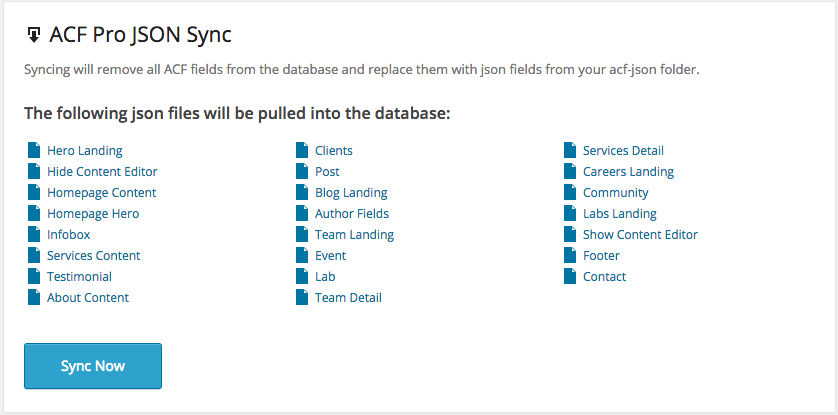 ACF Pro JSON Sync
Syncing will remove all ACF fields from the database and replace them with json fields from your acf-json folder.
The following json files will be pulled into the database:
Hero Landing
Hide Content Editor
Homepage Content
Homepage Hero
Infobox
Services Content
Testimonial
About Content
Clients
Post
Blog Landing
Author Fields
Team Landing
Event
Lab
Team Detail
Services Detail
Careers Landing
Community
Labs Landing
Show Content Editor
Footer
Contact
Sync Now